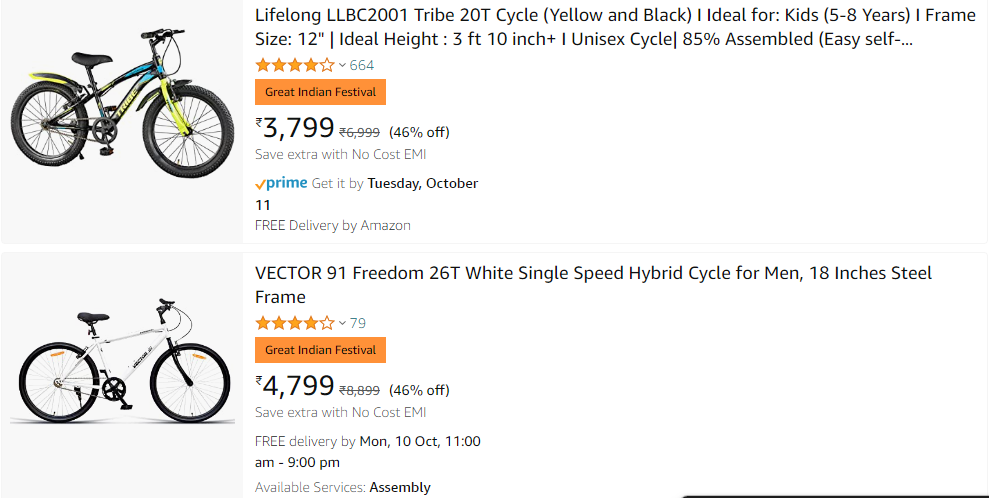 Lifelong LLBC2001 Tribe 20T Cycle (Yellow and Black) I Ideal for: Kids (5-8 Years) I Frame
Size: 12" | Ideal Height : 3 ft 10 inch+ I Unisex Cycle| 85% Assembled (Easy self-...
664
Great Indian Festival
₹3,799 ₹6,999 (46% off)
Save extra with No Cost EMI
prime Get it by Tuesday, October
11
FREE Delivery by Amazon
TRIBE
VECTOR 91 Freedom 26T White Single Speed Hybrid Cycle for Men, 18 Inches Steel
Frame
79
Great Indian Festival
₹4,799 ₹8,899 (46% off)
Save extra with No Cost EMI
FREE delivery by Mon, 10 Oct, 11:00
am - 9:00 pm
Available Services: Assembly
VECTOR 91